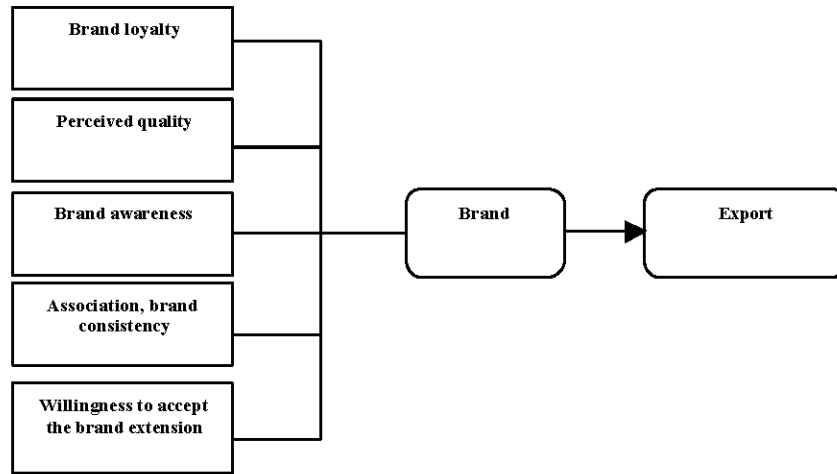 Brand loyalty
Perceived quality
Brand awareness
Association, brand
consistency
Willingness to accept
the brand extension
Brand
Export